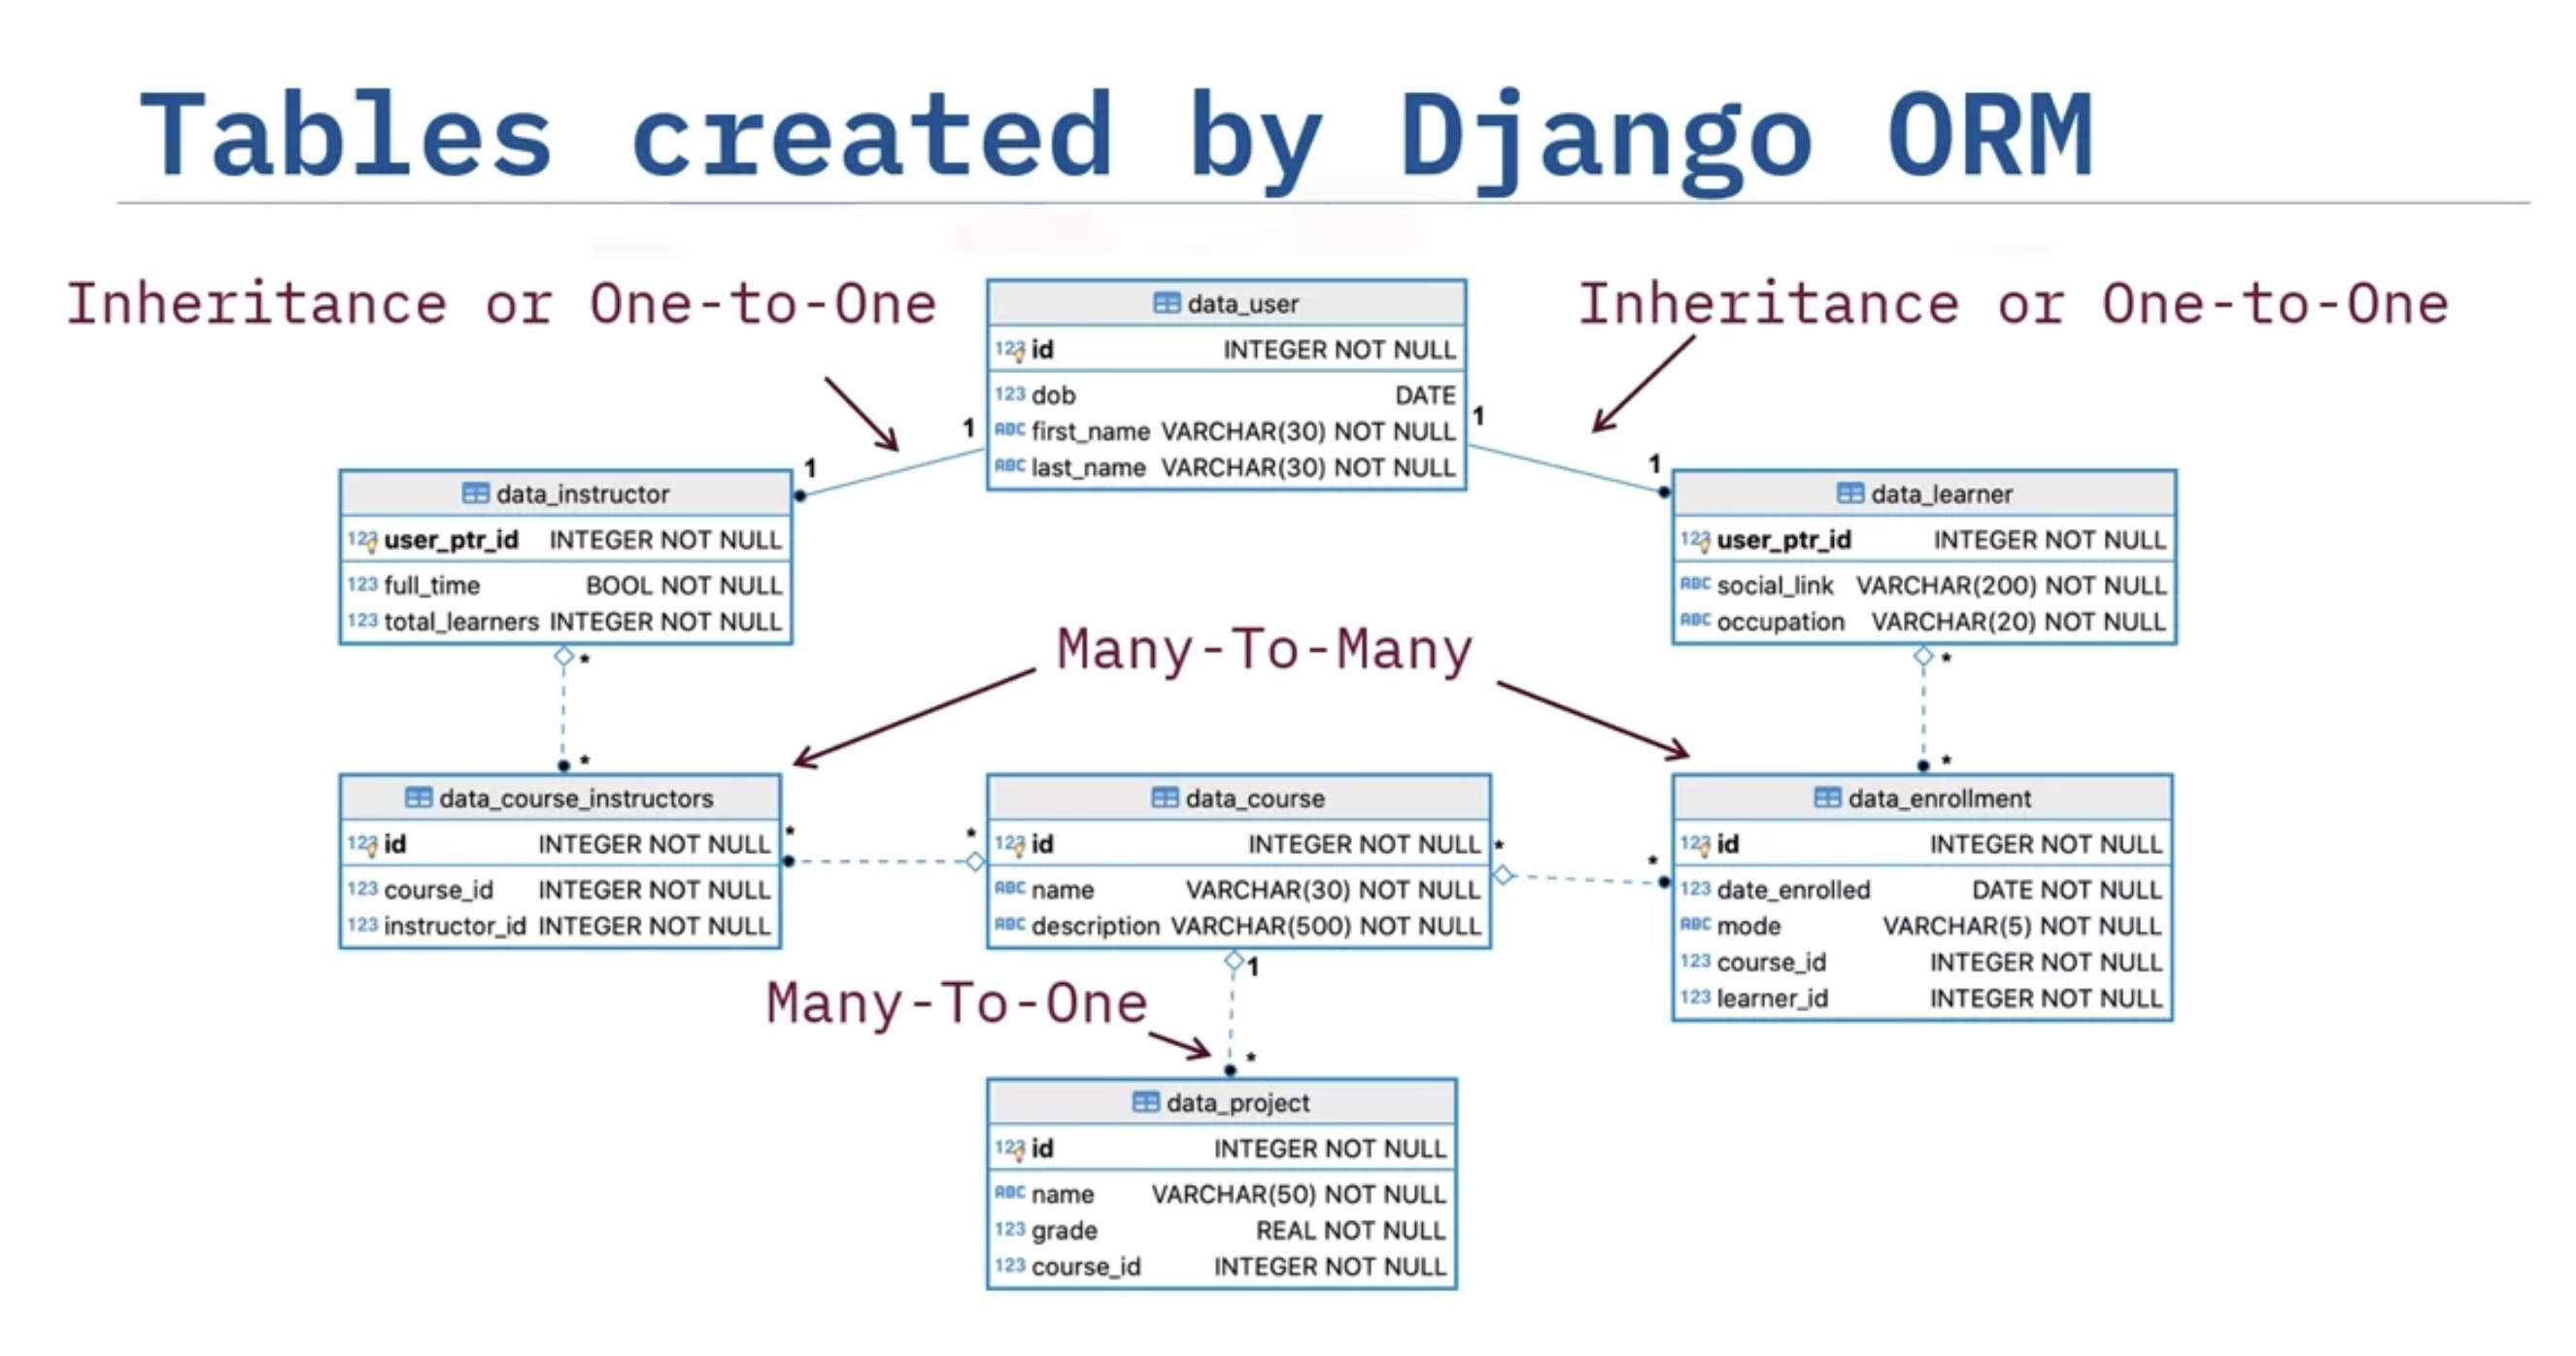 Tables created by Django ORM
Inheritance or One-to-One
Inheritance or One-to-One
data_user
123 id INTEGER NOT NULL
123 dob DATE
ABC first_name VARCHAR(30) NOT NULL
ABC last_name VARCHAR(30) NOT NULL
1
1
1
1
data_instructor
123 user_ptr_id INTEGER NOT NULL
123 full_time BOOL NOT NULL
123 total_learners INTEGER NOT NULL
data_learner
123 user_ptr_id INTEGER NOT NULL
ABC social_link VARCHAR(200) NOT NULL
ABC occupation VARCHAR(20) NOT NULL
*
*
Many-To-Many
*
*
data_course_instructors
123 id INTEGER NOT NULL
123 course_id INTEGER NOT NULL
123 instructor_id INTEGER NOT NULL
*
*
data_course
123 id INTEGER NOT NULL
ABC name VARCHAR(30) NOT NULL
ABC description VARCHAR(500) NOT NULL
*
*
data_enrollment
123 id INTEGER NOT NULL
123 date_enrolled DATE NOT NULL
ABC mode VARCHAR(5) NOT NULL
123 course_id INTEGER NOT NULL
123 learner_id INTEGER NOT NULL
1
Many-To-One
*
data_project
123 id INTEGER NOT NULL
ABC name VARCHAR(50) NOT NULL
123 grade REAL NOT NULL
123 course_id INTEGER NOT NULL